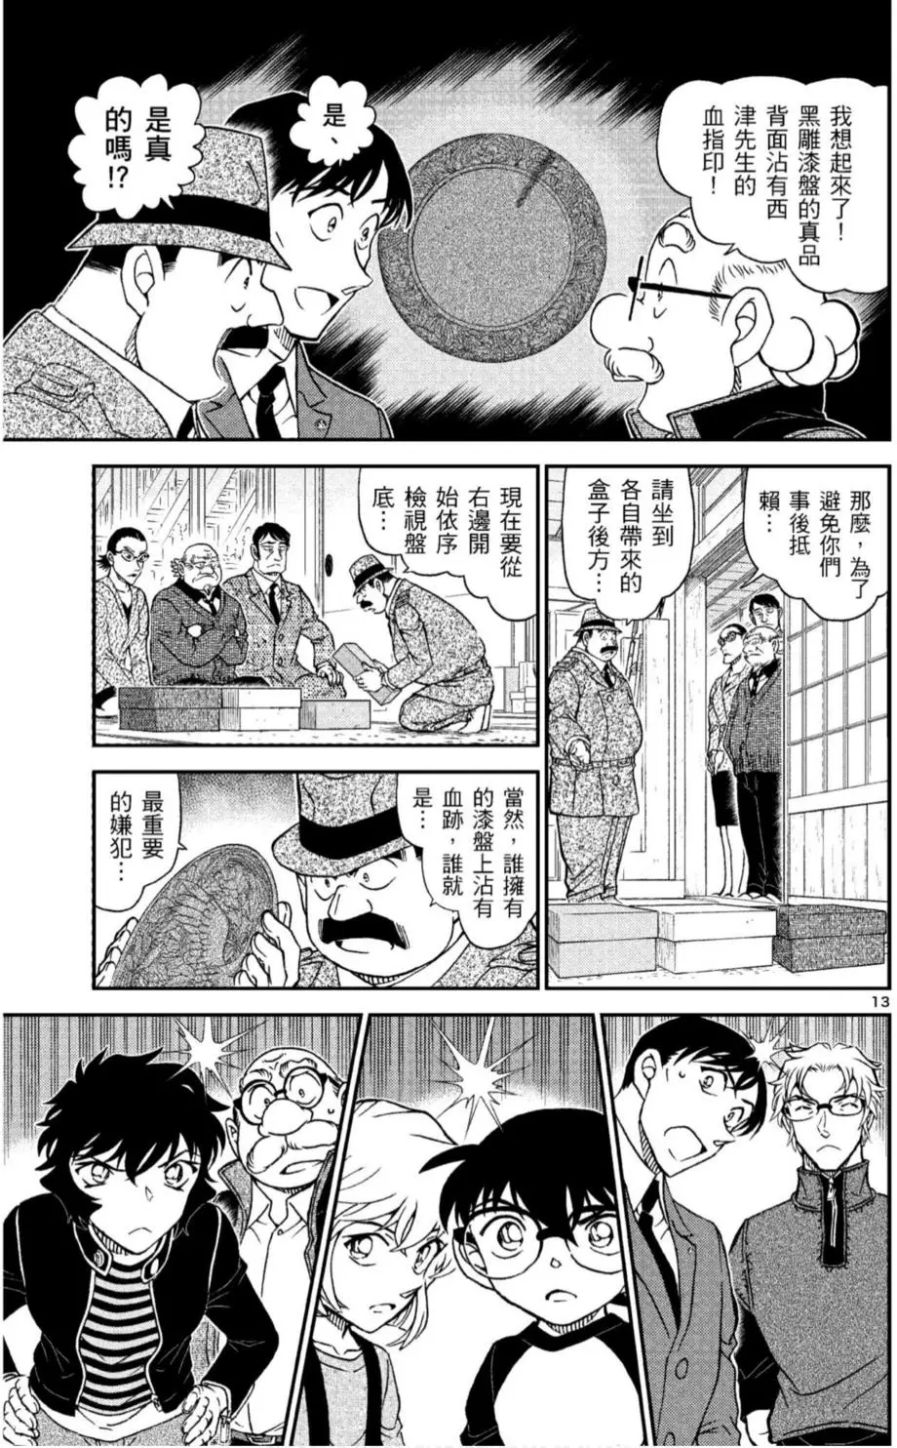 我想起來了！
黑雕漆盤的真品
背面沾有西
津先生的
血指印！
是、
是真
的嗎!?
那麼，為了
避免你們
事後抵
賴…
請坐到
各自帶來的
盒子後方…
現在要從
右邊開
始依序
檢視盤
底…
當然，誰擁有
的漆盤上沾有
血跡，誰就
是…
最重要
的嫌犯…
13